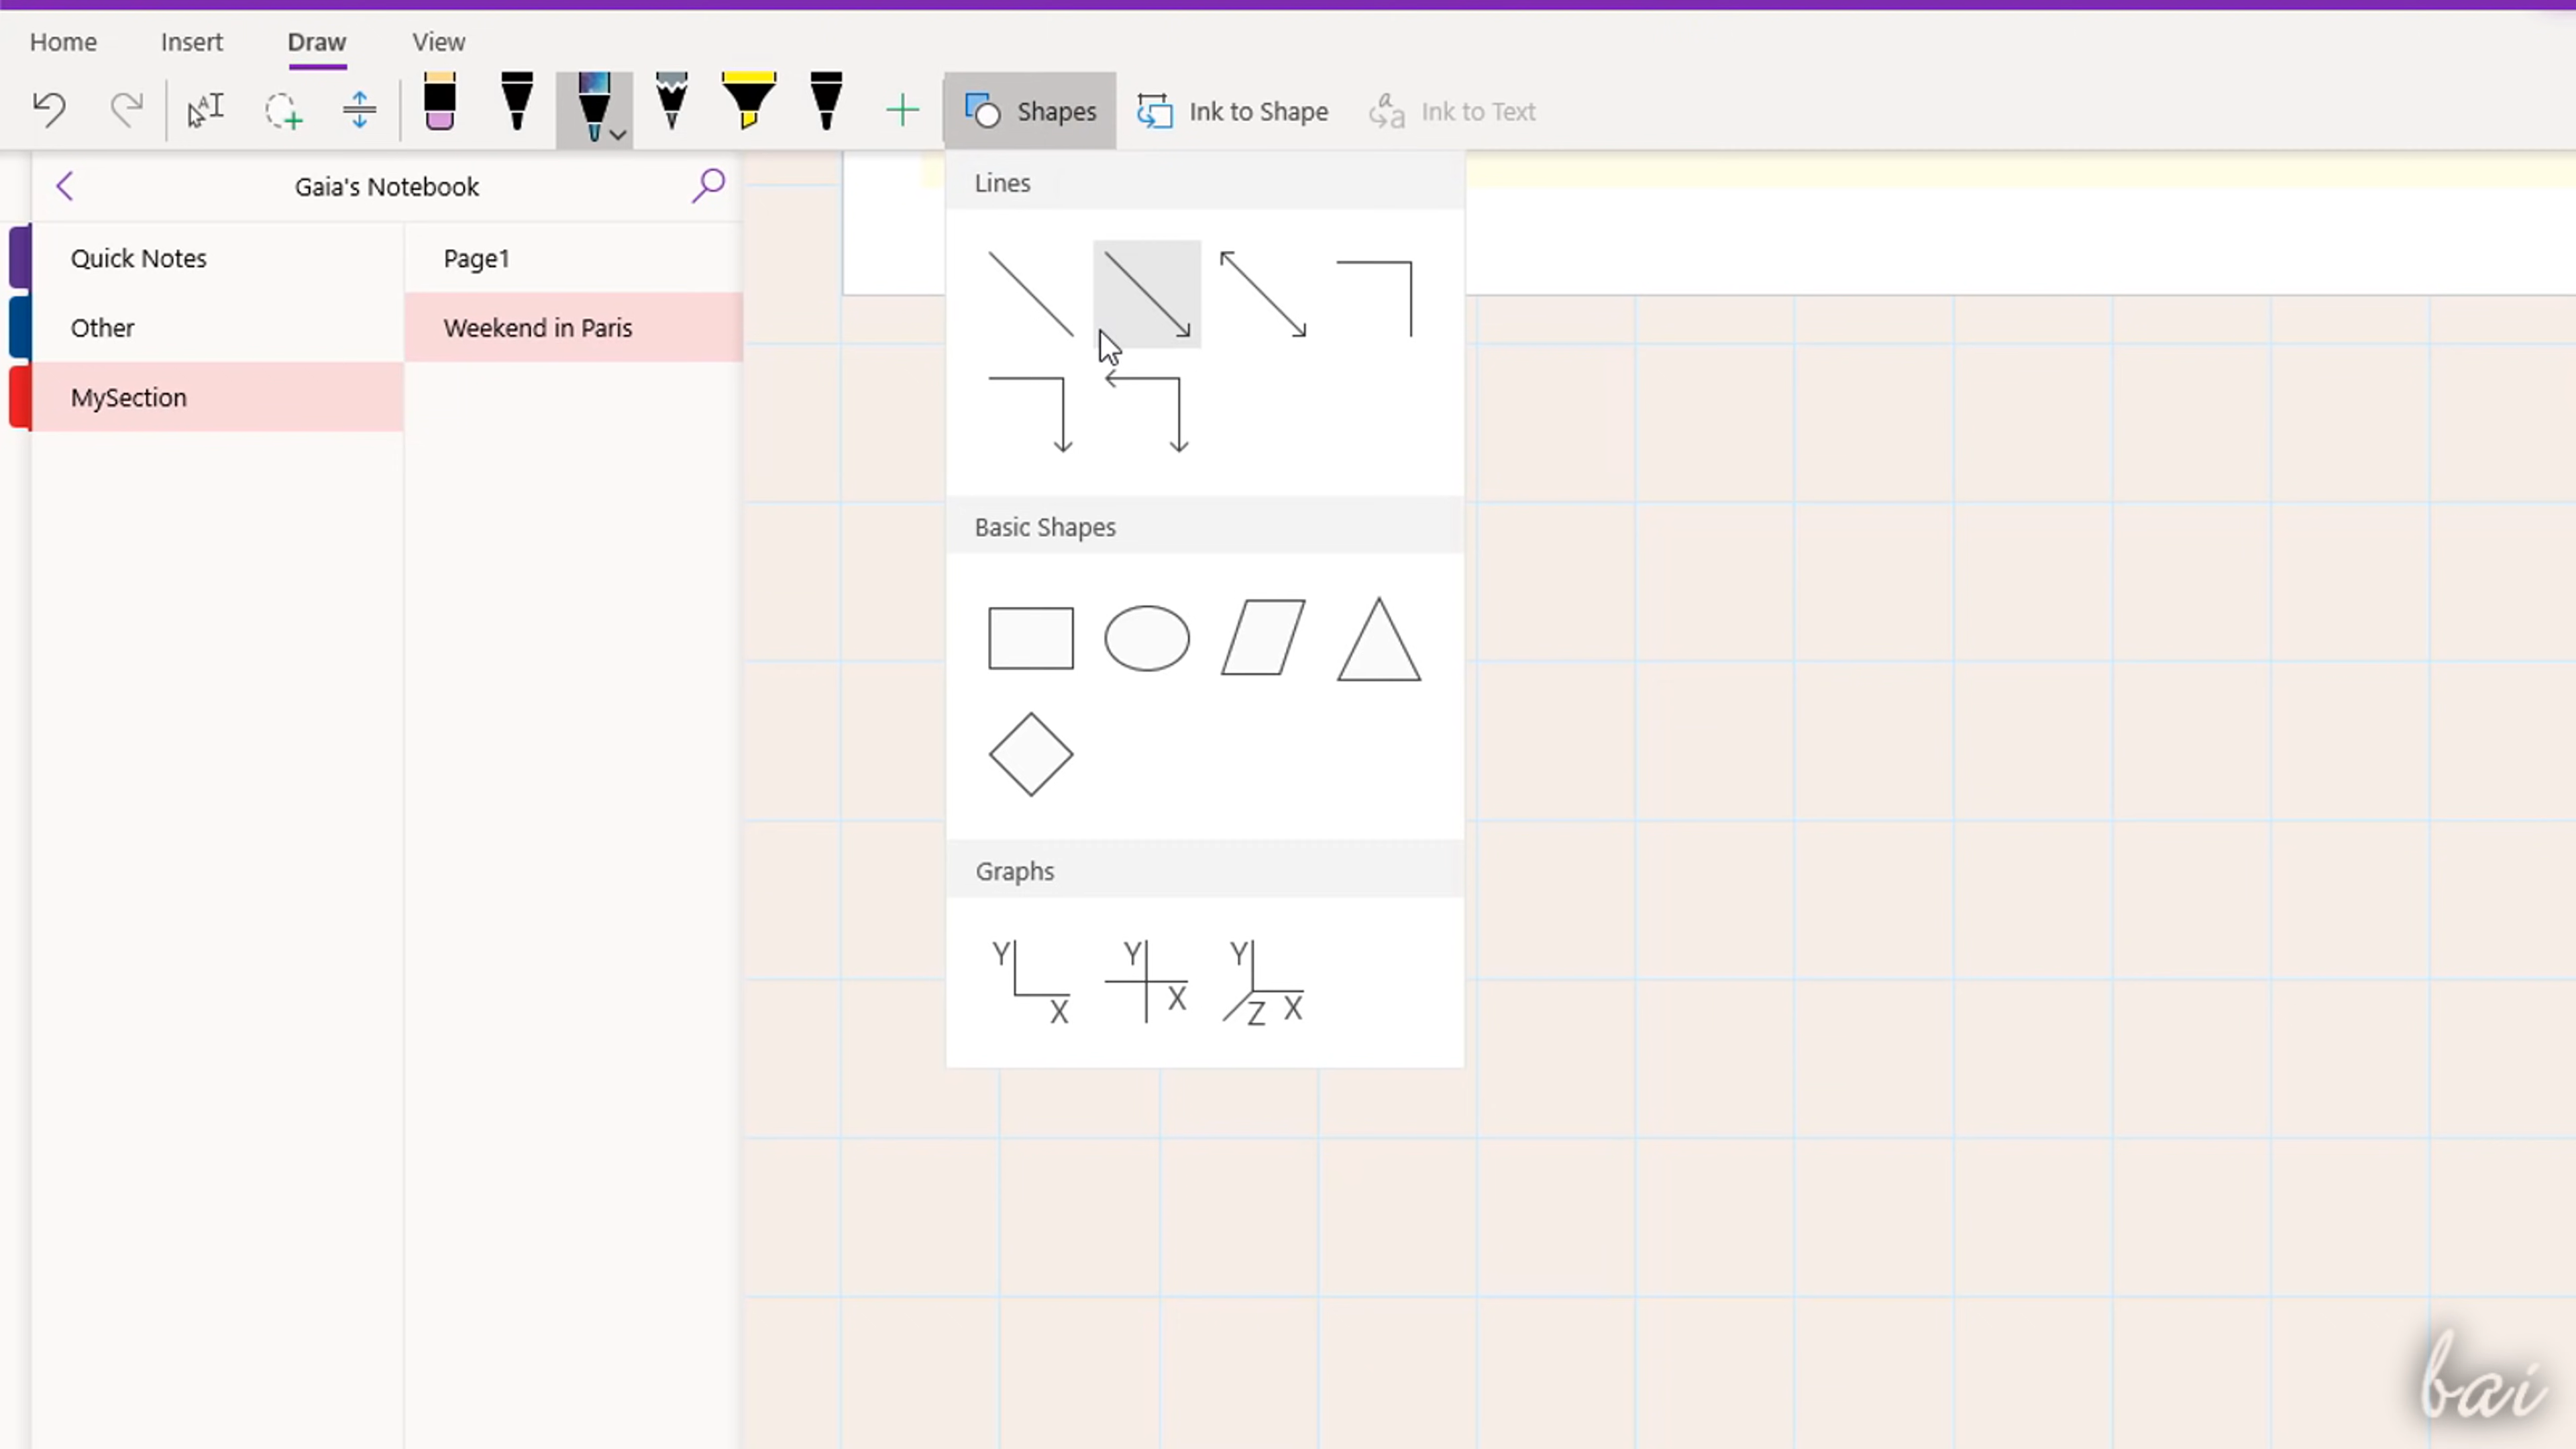 Home Insert Draw View
Shapes Ink to Shape Ink to Text
Gaia's Notebook
Quick Notes
Other
MySection
Page1
Weekend in Paris
Lines
Basic Shapes
Graphs
Y X
Y X
Y Z X
bai